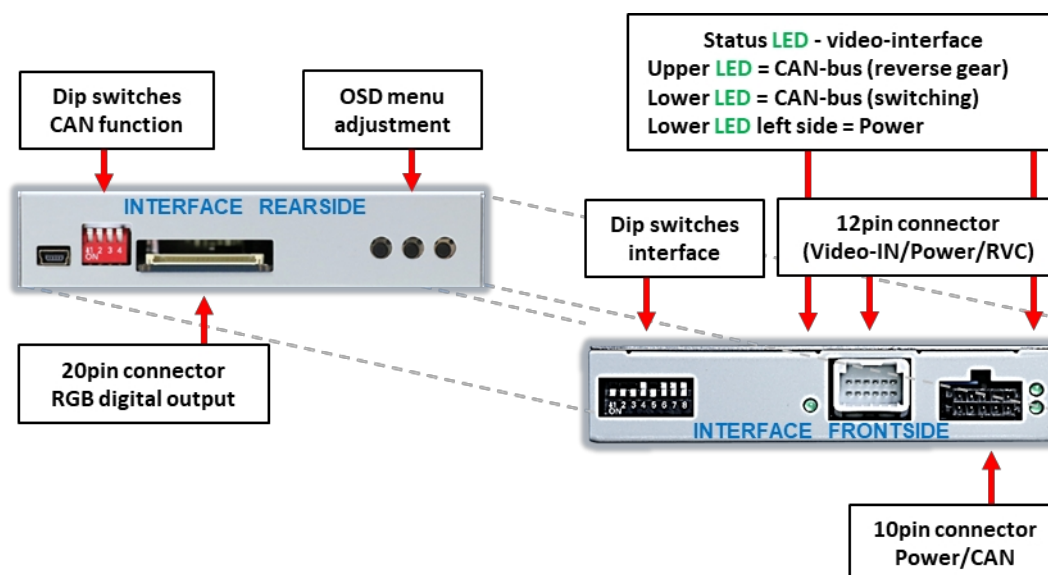 Status LED - video-interface
Upper LED = CAN-bus (reverse gear)
Lower LED = CAN-bus (switching)
Lower LED left side = Power
Dip switches
CAN function
OSD menu
adjustment
INTERFACE REARSIDE
1 2 3 4
ON
Dip switches
interface
12pin connector
(Video-IN/Power/RVC)
20pin connector
RGB digital output
1 2 3 4 5 6 7 8
ON
INTERFACE FRONTSIDE
10pin connector
Power/CAN